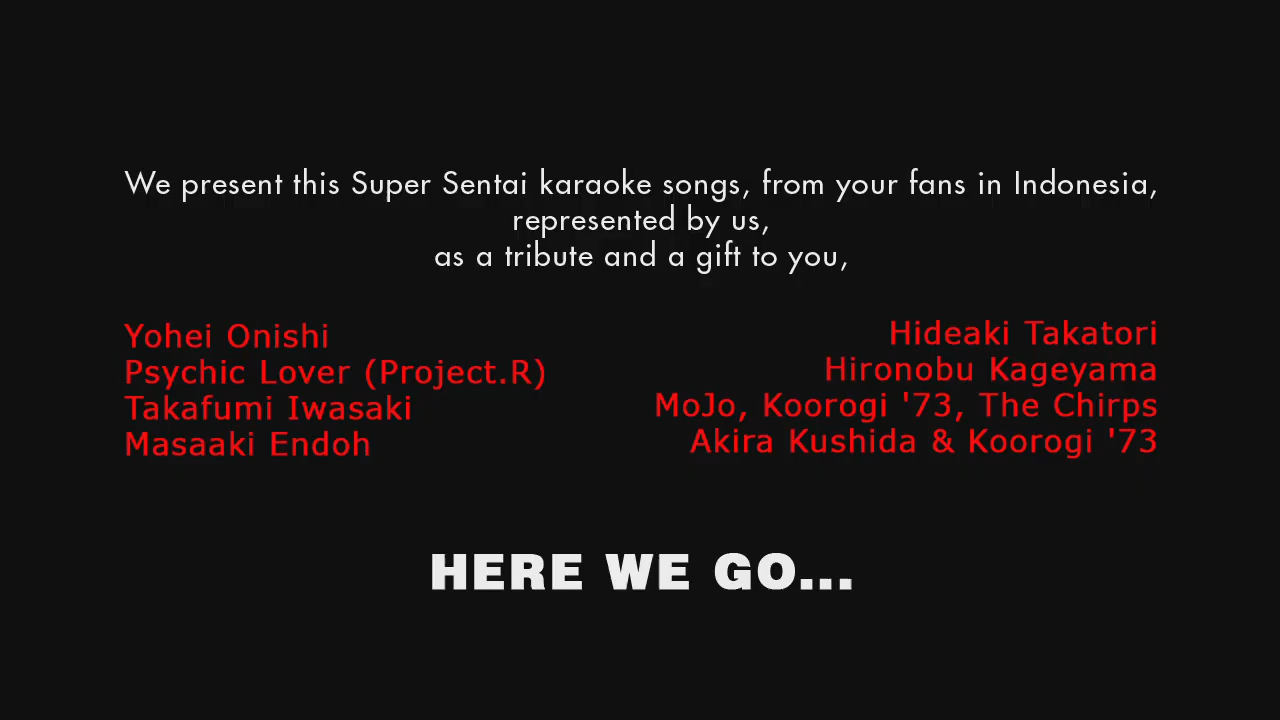 We present this Super Sentai karaoke songs, from your fans in Indonesia,
represented by us,
as a tribute and a gift to you,
Yohei Onishi
Psychic Lover (Project.R)
Takafumi Iwasaki
Masaaki Endoh
Hideaki Takatori
Hironobu Kageyama
MoJo, Koorogi '73, The Chirps
Akira Kushida & Koorogi '73
HERE WE GO...